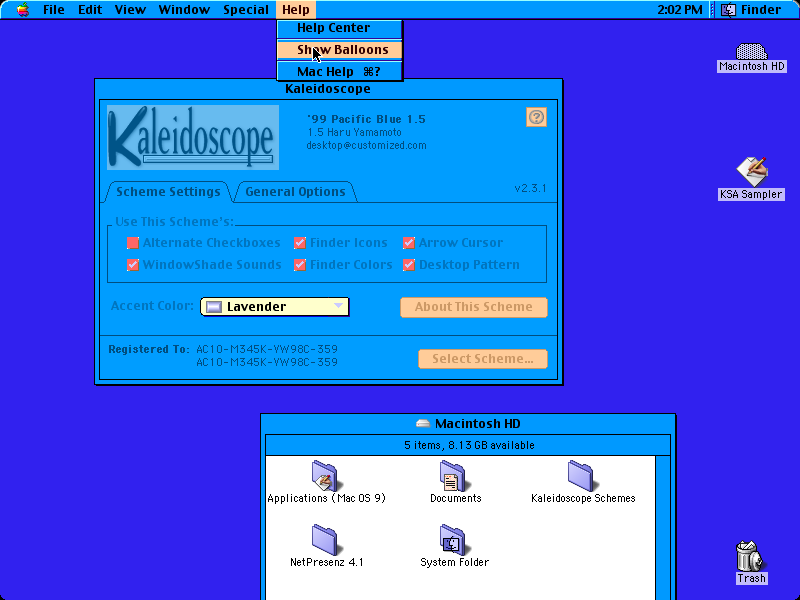 File Edit View Window Special Help 2:02 PM Finder
Help Center
Show Balloons
Mac Help ⌘?
Macintosh HD
Kaleidoscope
Kaleidoscope
'99 Pacific Blue 1.5
1.5 Haru Yamamoto
desktop@customized.com
?
KSA Sampler
Scheme Settings General Options v2.3.1
Use This Scheme's:
Alternate Checkboxes Finder Icons Arrow Cursor
WindowShade Sounds Finder Colors Desktop Pattern
Accent Color: Lavender About This Scheme
Registered To: AC10-M345K-YW98C-359
AC10-M345K-YW98C-359
Select Scheme...
Macintosh HD
5 items, 8.13 GB available
Applications (Mac OS 9) Documents Kaleidoscope Schemes
NetPresenz 4.1 System Folder
Trash